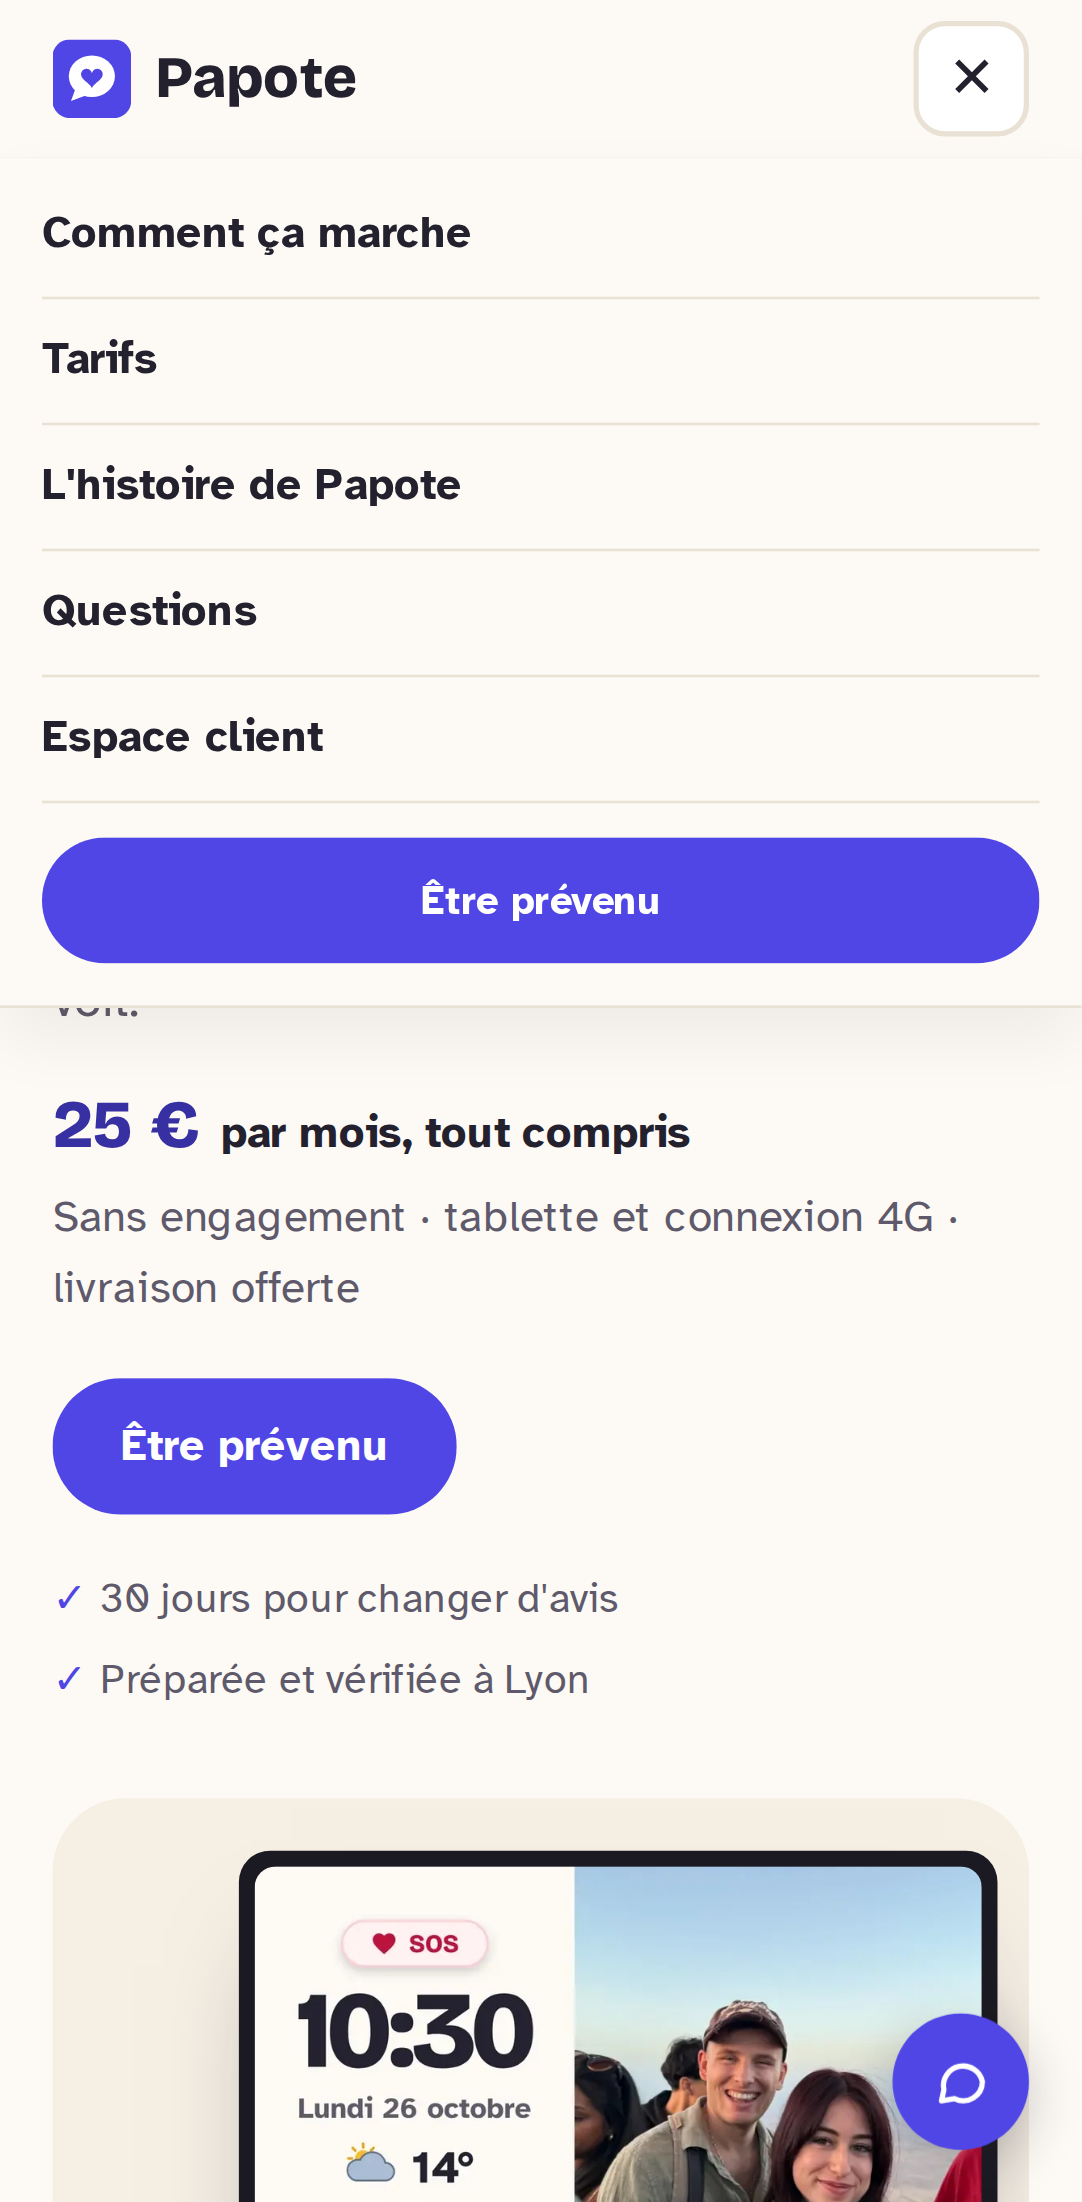 Papote
Comment ça marche
Tarifs
L'histoire de Papote
Questions
Espace client
Être prévenu
voit.
25 € par mois, tout compris
Sans engagement · tablette et connexion 4G ·
livraison offerte
Être prévenu
✓ 30 jours pour changer d'avis
✓ Préparée et vérifiée à Lyon
SOS
10:30
Lundi 26 octobre
14°